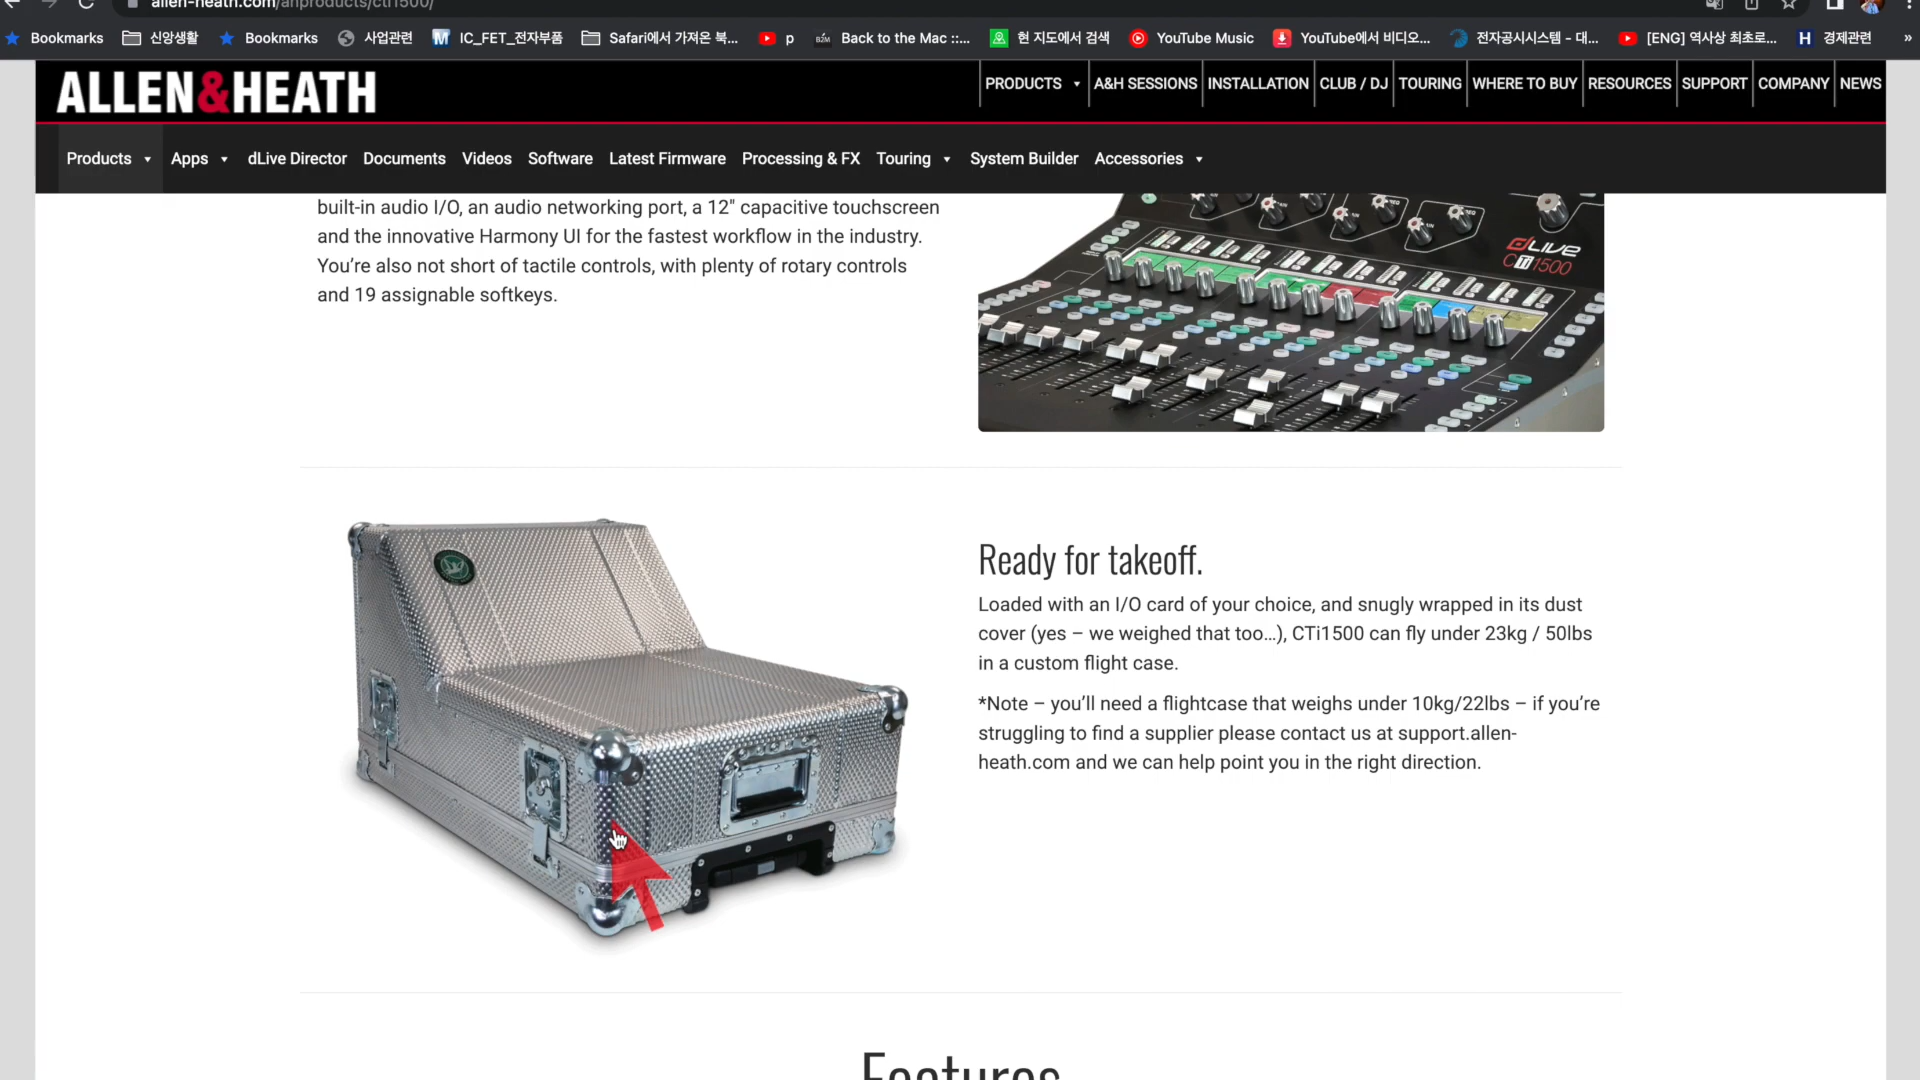 allen-heath.com/ahproducts/cti1500/
Bookmarks 신앙생활 Bookmarks 사업관련 IC_FET_전자부품 Safari에서 가져온 북... p Back to the Mac ::... 현 지도에서 검색 YouTube Music YouTube에서 비디오... 전자공시시스템 - 대... [ENG] 역사상 최초로... 경제관련 »
ALLEN&HEATH
PRODUCTS A&H SESSIONS INSTALLATION CLUB / DJ TOURING WHERE TO BUY RESOURCES SUPPORT COMPANY NEWS
Products Apps dLive Director Documents Videos Software Latest Firmware Processing & FX Touring System Builder Accessories
built-in audio I/O, an audio networking port, a 12" capacitive touchscreen
and the innovative Harmony UI for the fastest workflow in the industry.
You're also not short of tactile controls, with plenty of rotary controls
and 19 assignable softkeys.
dLIVE
CTi1500
Ready for takeoff.
Loaded with an I/O card of your choice, and snugly wrapped in its dust
cover (yes – we weighed that too...), CTi1500 can fly under 23kg / 50lbs
in a custom flight case.
*Note – you'll need a flightcase that weighs under 10kg/22lbs – if you're
struggling to find a supplier please contact us at support.allen-
heath.com and we can help point you in the right direction.
Features